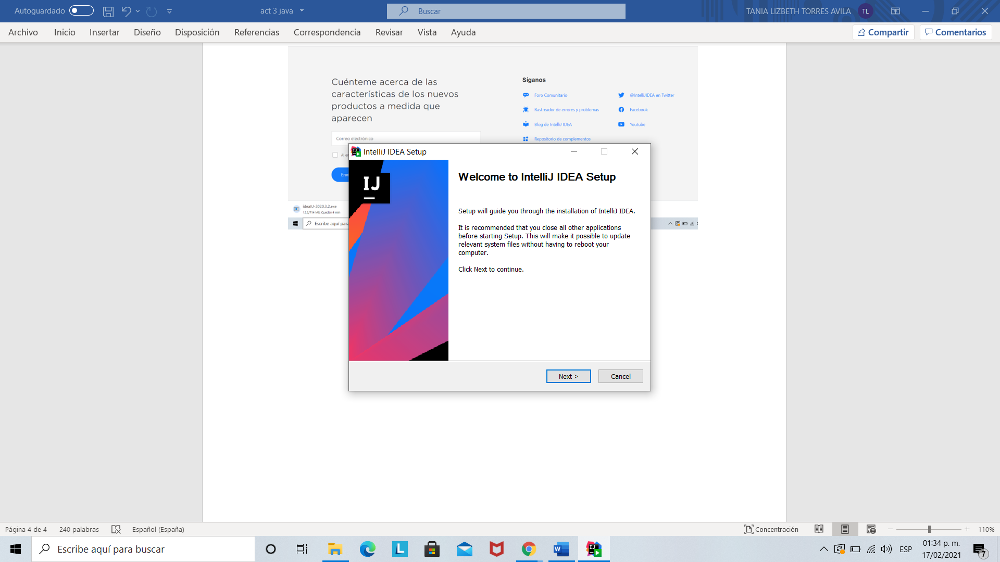 Autoguardado
act 3 java
Buscar
TANIA LIZBETH TORRES AVILA
TL
Archivo
Inicio
Insertar
Diseño
Disposición
Referencias
Correspondencia
Revisar
Vista
Ayuda
Compartir
Comentarios
Cuénteme acerca de las
características de los nuevos
productos a medida que
aparecen
Correo electrónico
Al en
Envi
Síganos
Foro Comunitario
@IntelliJIDEA en Twitter
Rastreador de errores y problemas
Facebook
Blog de IntelliJ IDEA
Youtube
Repositorio de complementos
ideaIU-2020.3.2.exe
12,3/714 MB, Quedan 4 min
Escribe aquí para
IntelliJ IDEA Setup
IJ
Welcome to IntelliJ IDEA Setup
Setup will guide you through the installation of IntelliJ IDEA.
It is recommended that you close all other applications
before starting Setup. This will make it possible to update
relevant system files without having to reboot your
computer.
Click Next to continue.
Next >
Cancel
Página 4 de 4
240 palabras
Español (España)
Concentración
110%
Escribe aquí para buscar
ESP
01:34 p. m.
17/02/2021
7